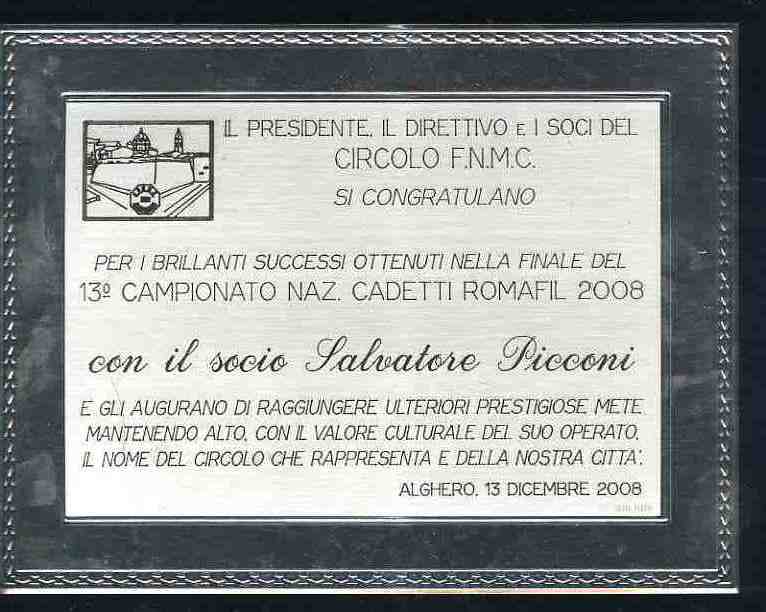 IL PRESIDENTE, IL DIRETTIVO E I SOCI DEL
CIRCOLO F.N.M.C.
SI CONGRATULANO
PER I BRILLANTI SUCCESSI OTTENUTI NELLA FINALE DEL
13º CAMPIONATO NAZ. CADETTI ROMAFIL 2008
con il socio Salvatore Picconi
E GLI AUGURANO DI RAGGIUNGERE ULTERIORI PRESTIGIOSE METE
MANTENENDO ALTO, CON IL VALORE CULTURALE DEL SUO OPERATO,
IL NOME DEL CIRCOLO CHE RAPPRESENTA E DELLA NOSTRA CITTA'.
ALGHERO, 13 DICEMBRE 2008